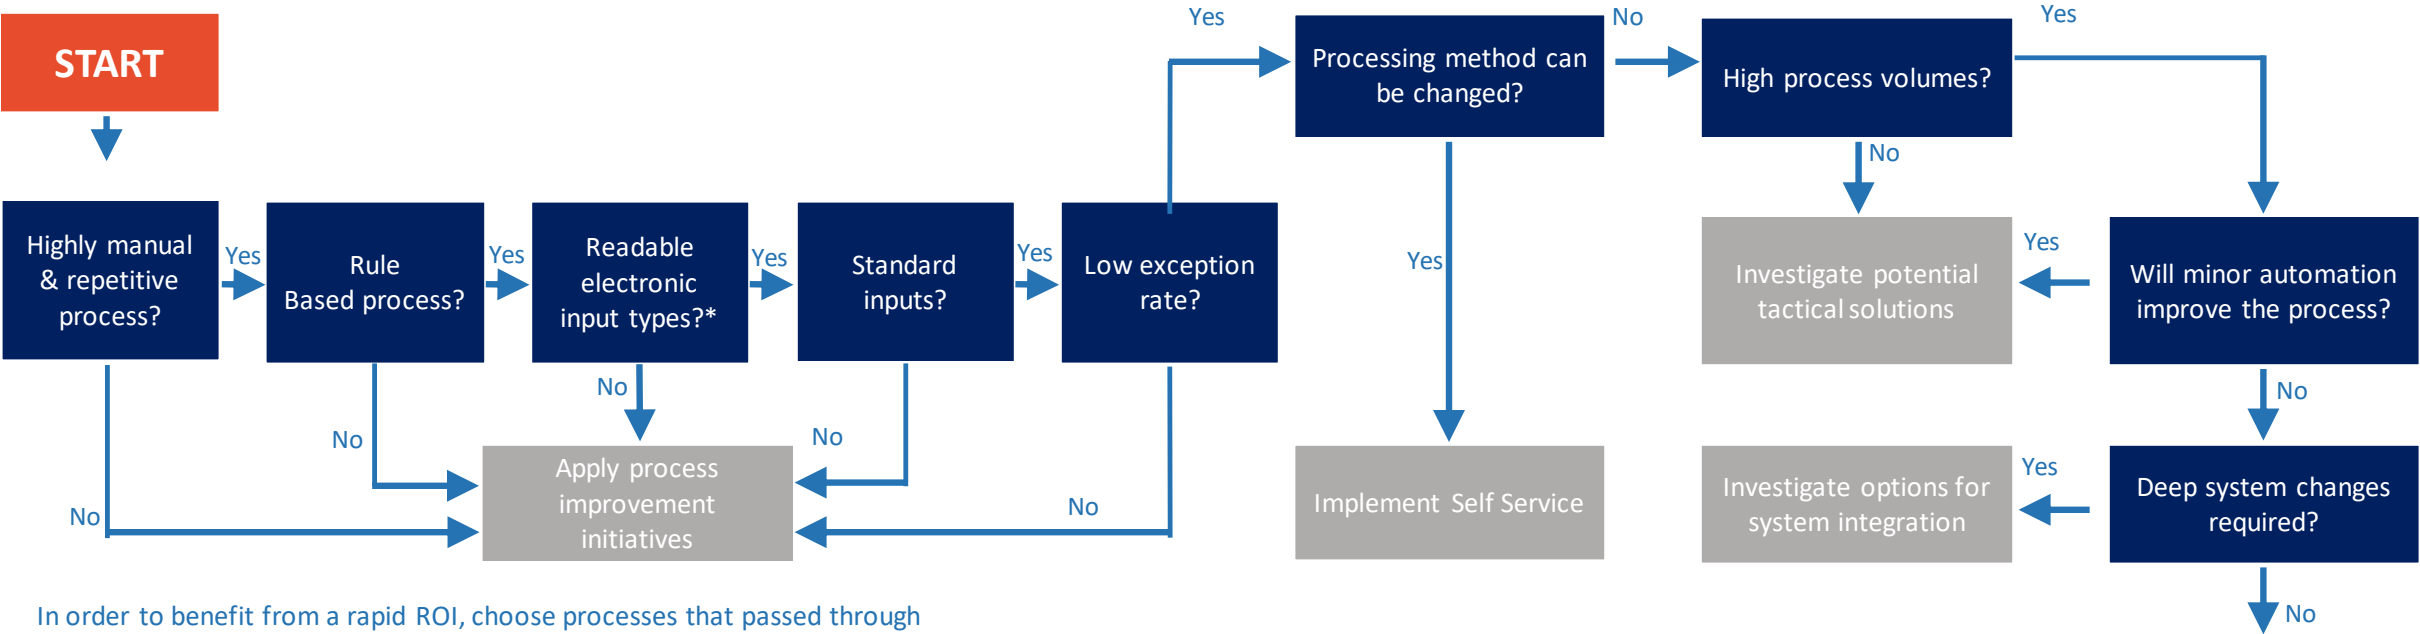 START
Highly manual
& repetitive
process?
Yes
No
Rule
Based process?
Yes
No
Readable
electronic
input types?*
Yes
No
Standard
inputs?
Yes
No
Low exception
rate?
Yes
No
Apply process
improvement
initiatives
Processing method can
be changed?
No
Yes
Implement Self Service
High process volumes?
Yes
No
Investigate potential
tactical solutions
Will minor automation
improve the process?
Yes
No
Deep system changes
required?
Yes
Investigate options for
system integration
No
In order to benefit from a rapid ROI, choose processes that passed through